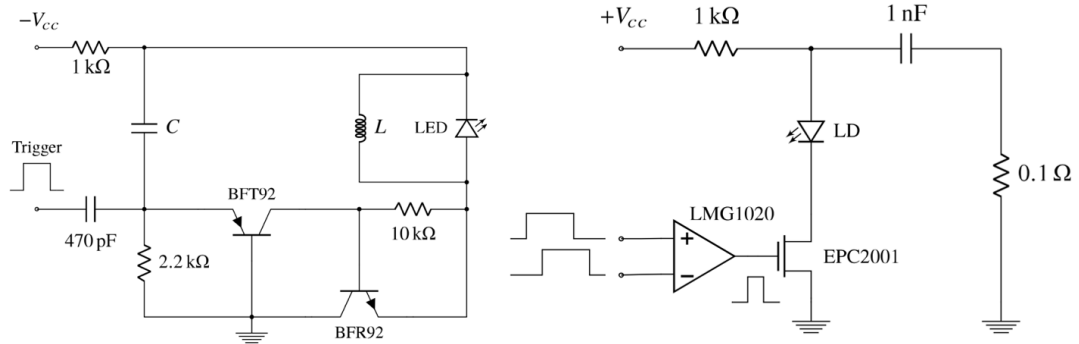 −Vcc
1 kΩ
C
L
LED
Trigger
BFT92
470 pF
2.2 kΩ
10 kΩ
BFR92
+Vcc
1 kΩ
1 nF
LD
0.1 Ω
LMG1020
+
−
EPC2001